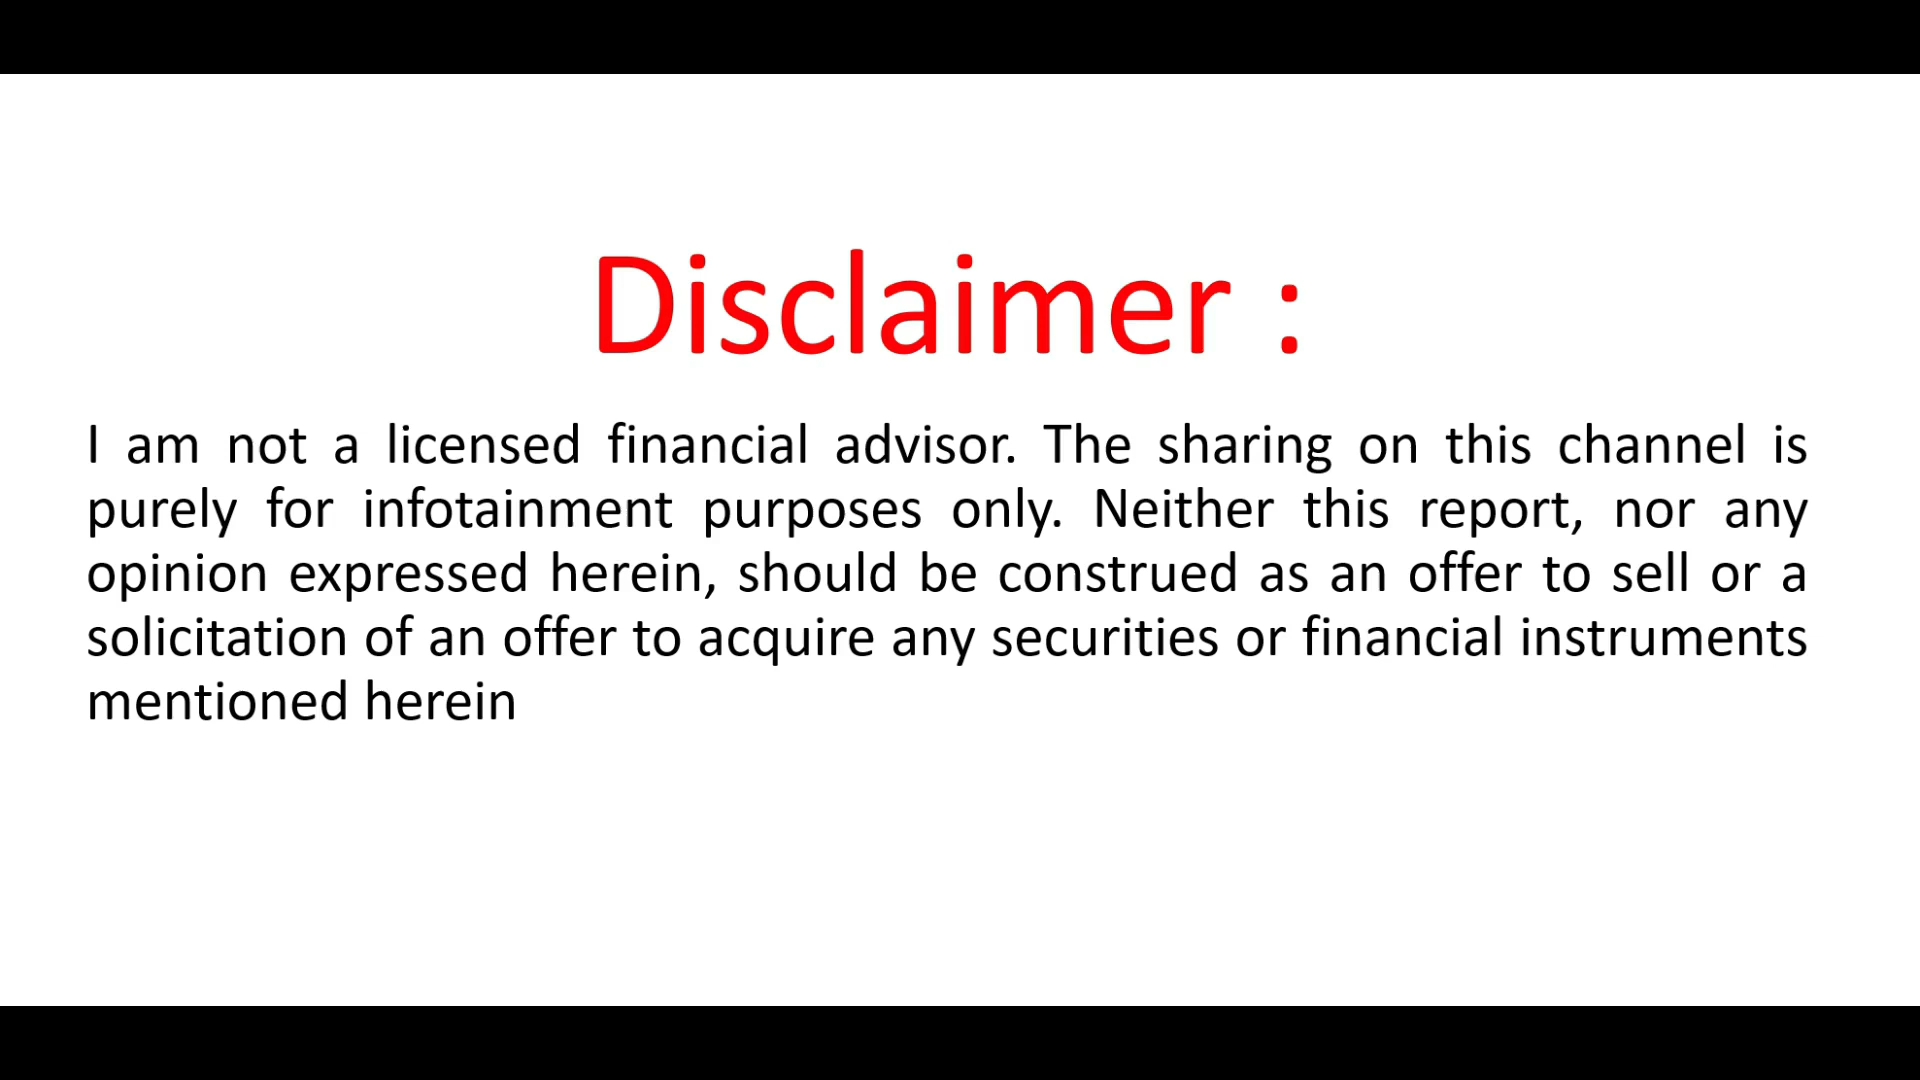 Disclaimer :
I am not a licensed financial advisor. The sharing on this channel is
purely for infotainment purposes only. Neither this report, nor any
opinion expressed herein, should be construed as an offer to sell or a
solicitation of an offer to acquire any securities or financial instruments
mentioned herein